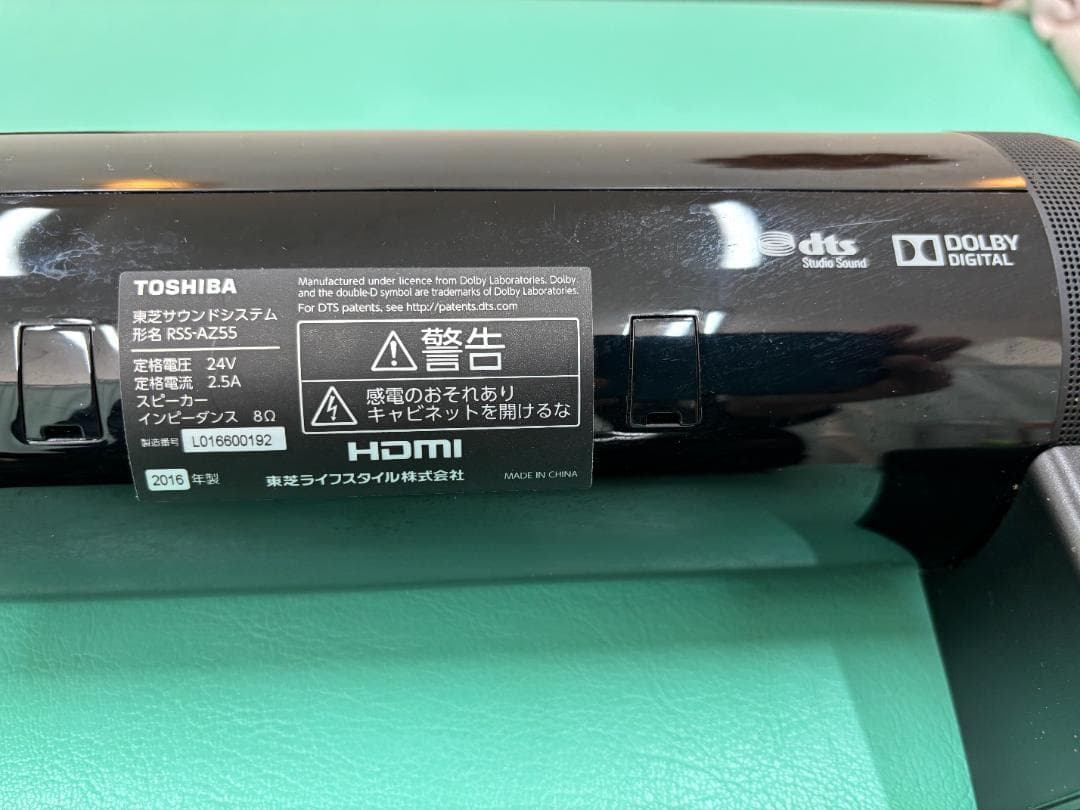 dts
Studio Sound
DOLBY
DIGITAL
TOSHIBA
東芝サウンドシステム
形名 RSS-AZ55
定格電圧 24V
定格電流 2.5A
スピーカー
インピーダンス 8Ω
製造番号 L016600192
2016 年製
Manufactured under licence from Dolby Laboratories. Dolby
and the double-D symbol are trademarks of Dolby Laboratories.
For DTS patents, see http://patents.dts.com
警告
感電のおそれあり
キャビネットを開けるな
HDMI
東芝ライフスタイル株式会社
MADE IN CHINA